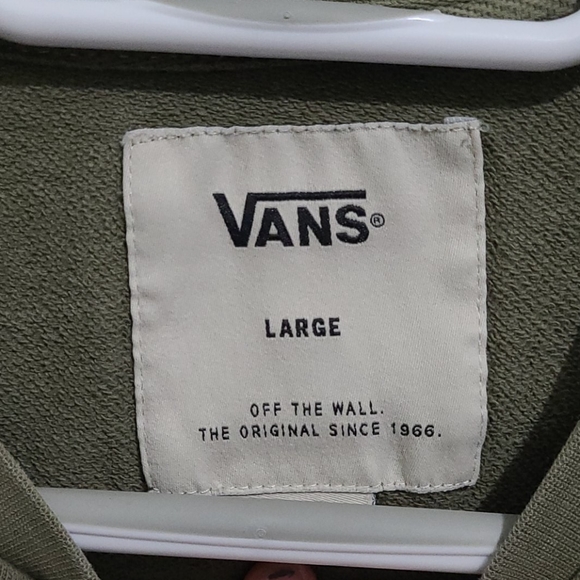 VANS®
LARGE
OFF THE WALL.
THE ORIGINAL SINCE 1966.